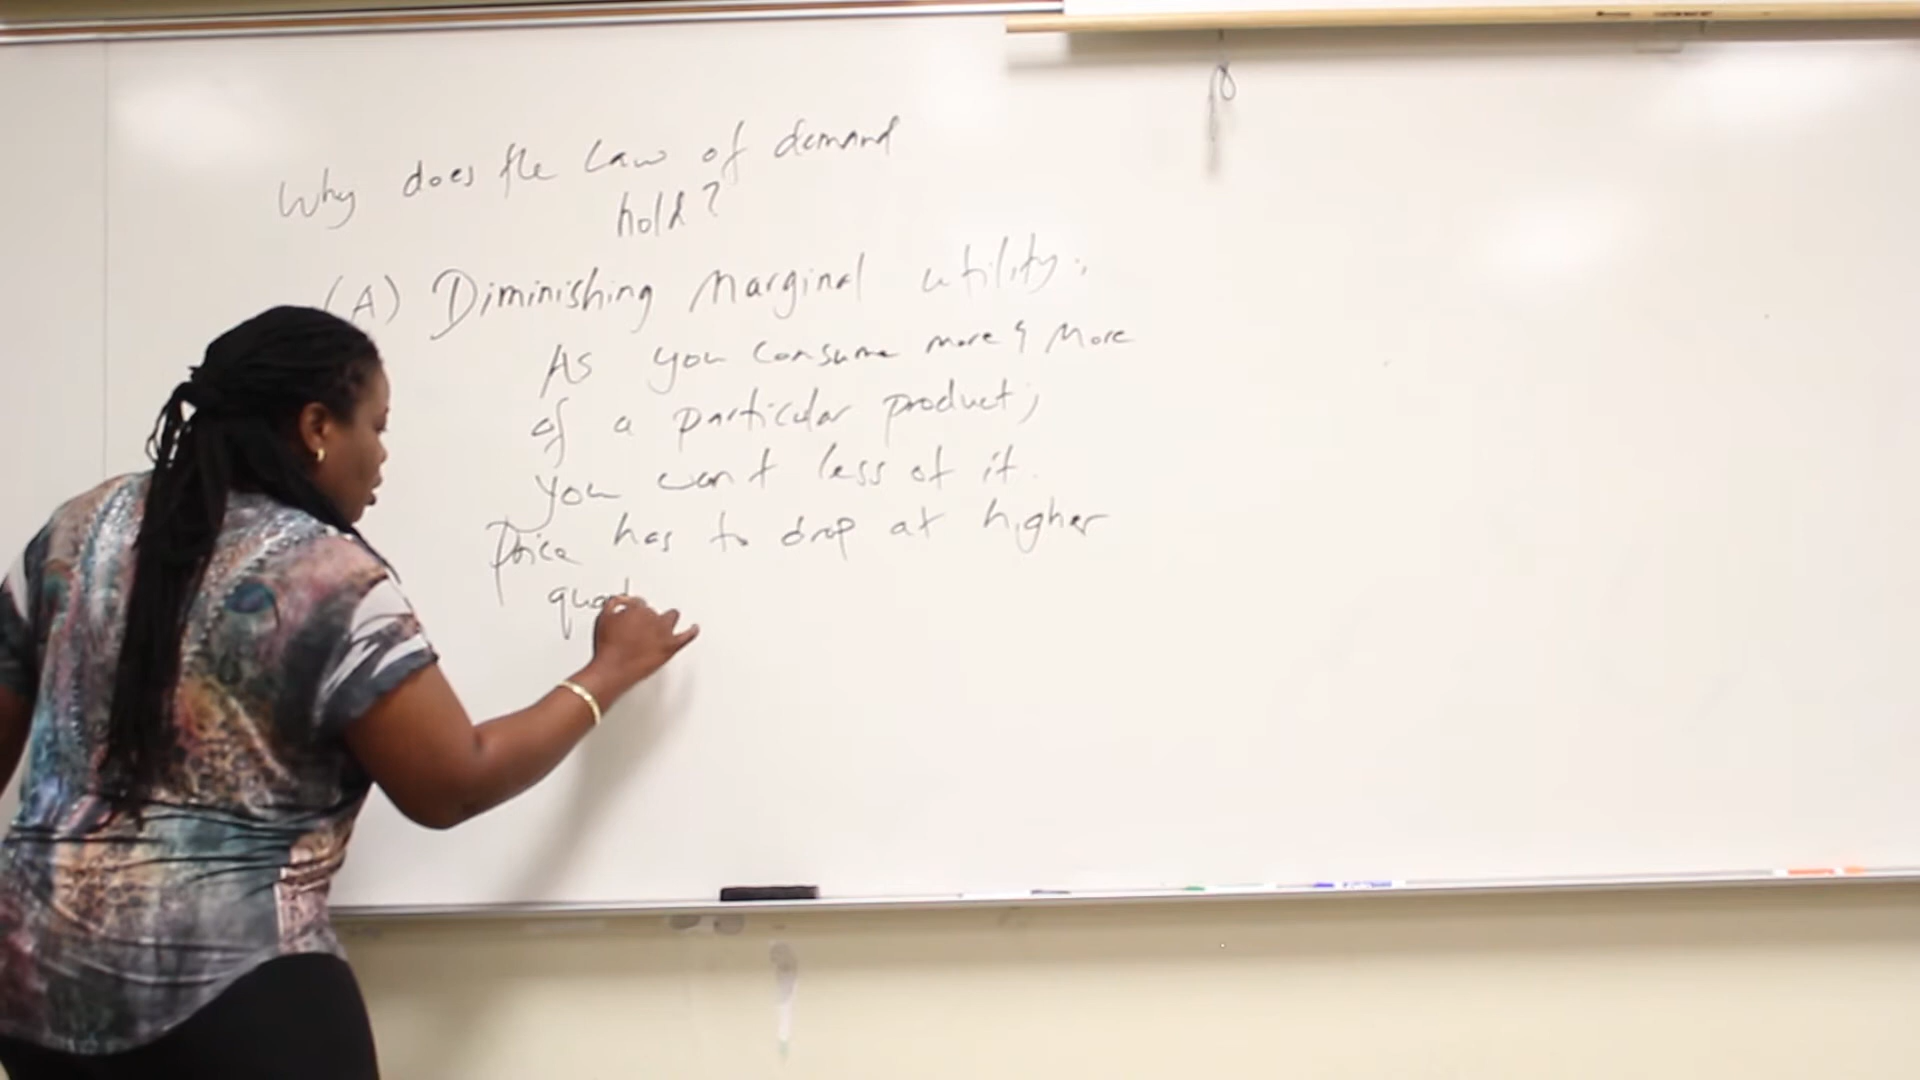 Why does the Law of demand
hold?
(A) Diminishing Marginal utility:
As you consume more & More
of a particular product;
you want less of it.
Price has to drop at higher